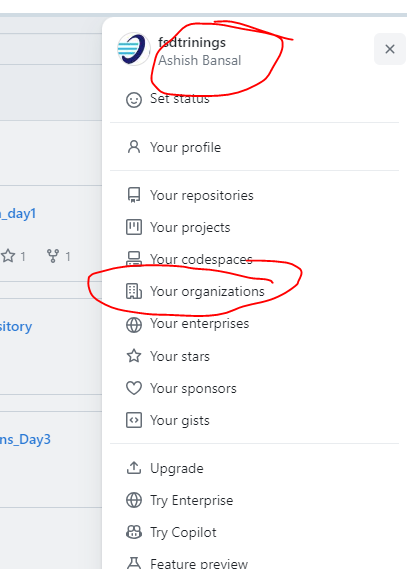 fsdtrinings
Ashish Bansal
Set status
Your profile
_day1
Your repositories
Your projects
1 1
Your codespaces
Your organizations
sitory
Your enterprises
Your stars
Your sponsors
Your gists
ns_Day3
Upgrade
Try Enterprise
Try Copilot
Feature preview